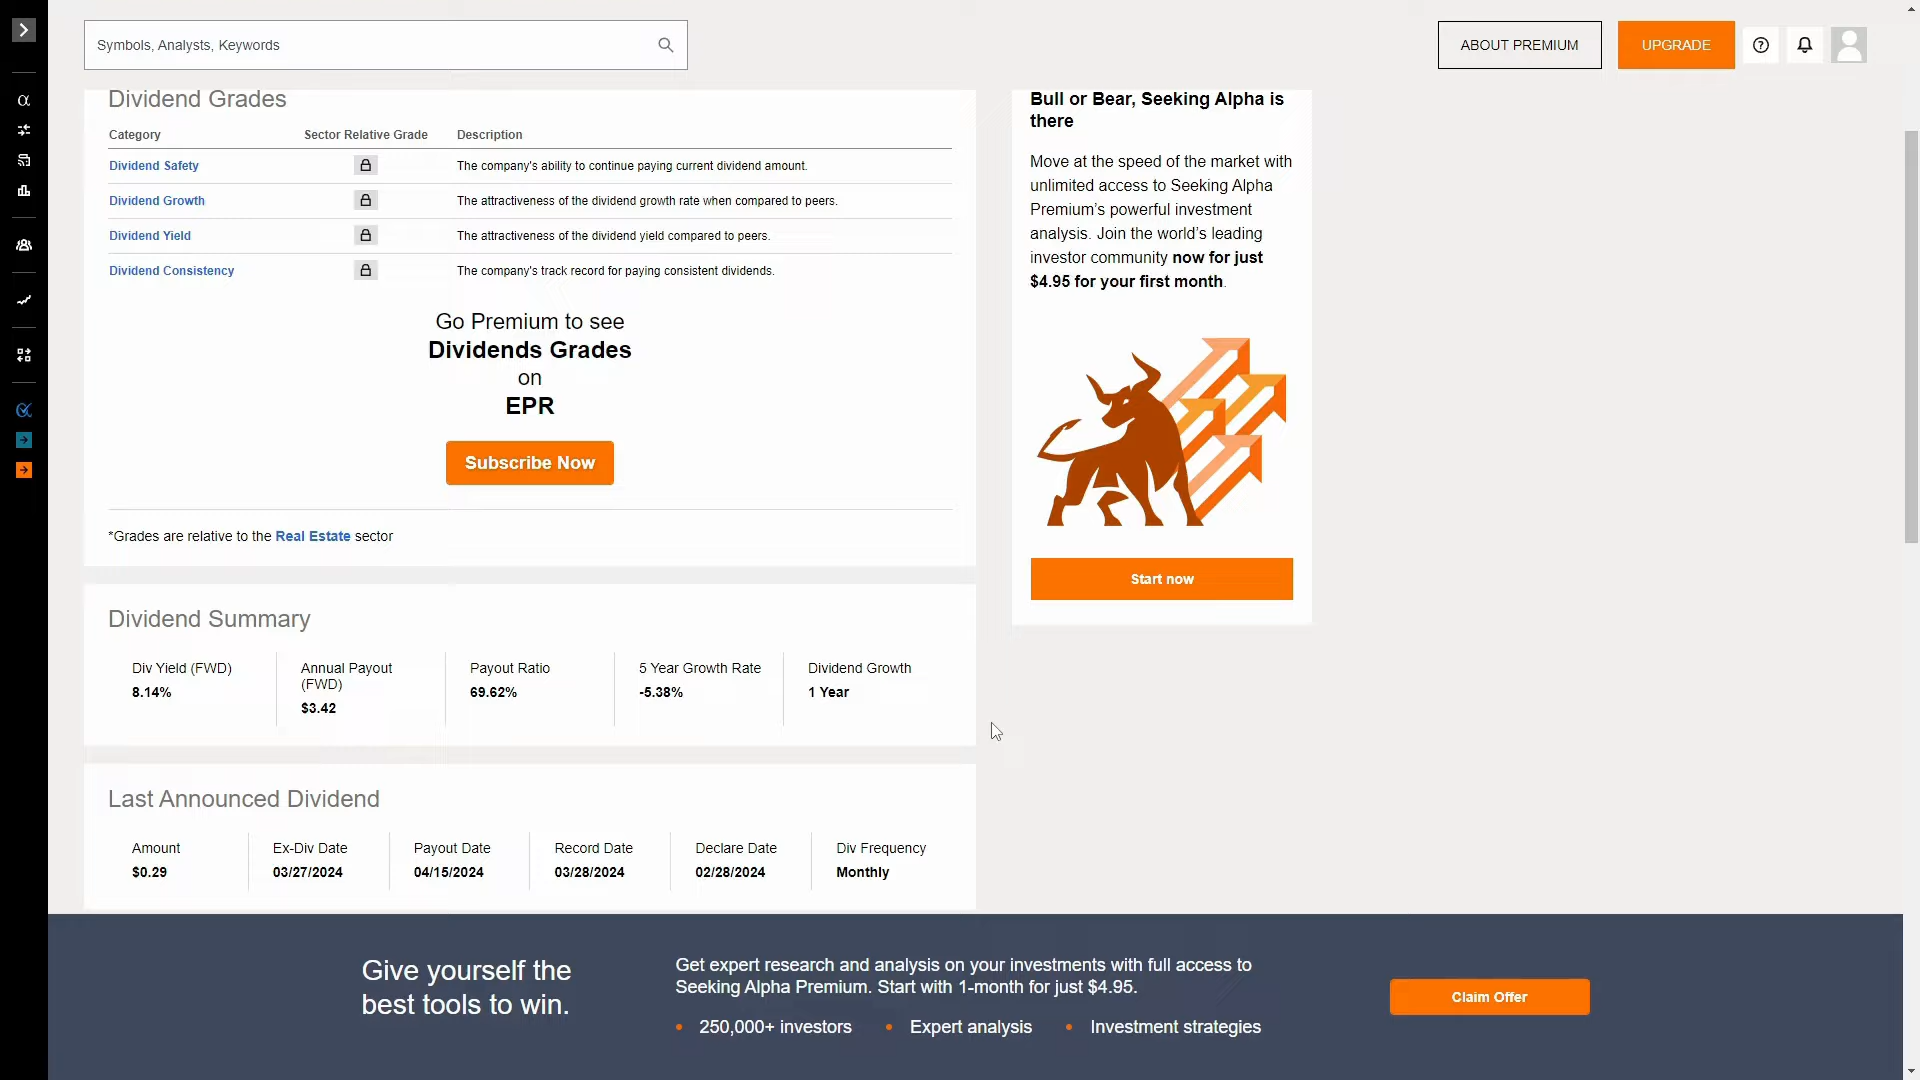 Symbols, Analysts, Keywords
ABOUT PREMIUM
UPGRADE
Dividend Grades
Category Sector Relative Grade Description
Dividend Safety The company's ability to continue paying current dividend amount.
Dividend Growth The attractiveness of the dividend growth rate when compared to peers.
Dividend Yield The attractiveness of the dividend yield compared to peers.
Dividend Consistency The company's track record for paying consistent dividends.
Go Premium to see
Dividends Grades
on
EPR
Subscribe Now
*Grades are relative to the Real Estate sector
Bull or Bear, Seeking Alpha is
there
Move at the speed of the market with
unlimited access to Seeking Alpha
Premium's powerful investment
analysis. Join the world's leading
investor community now for just
$4.95 for your first month.
Start now
Dividend Summary
Div Yield (FWD)
8.14%
Annual Payout
(FWD)
$3.42
Payout Ratio
69.62%
5 Year Growth Rate
-5.38%
Dividend Growth
1 Year
Last Announced Dividend
Amount
$0.29
Ex-Div Date
03/27/2024
Payout Date
04/15/2024
Record Date
03/28/2024
Declare Date
02/28/2024
Div Frequency
Monthly
Give yourself the
best tools to win.
Get expert research and analysis on your investments with full access to
Seeking Alpha Premium. Start with 1-month for just $4.95.
• 250,000+ investors • Expert analysis • Investment strategies
Claim Offer